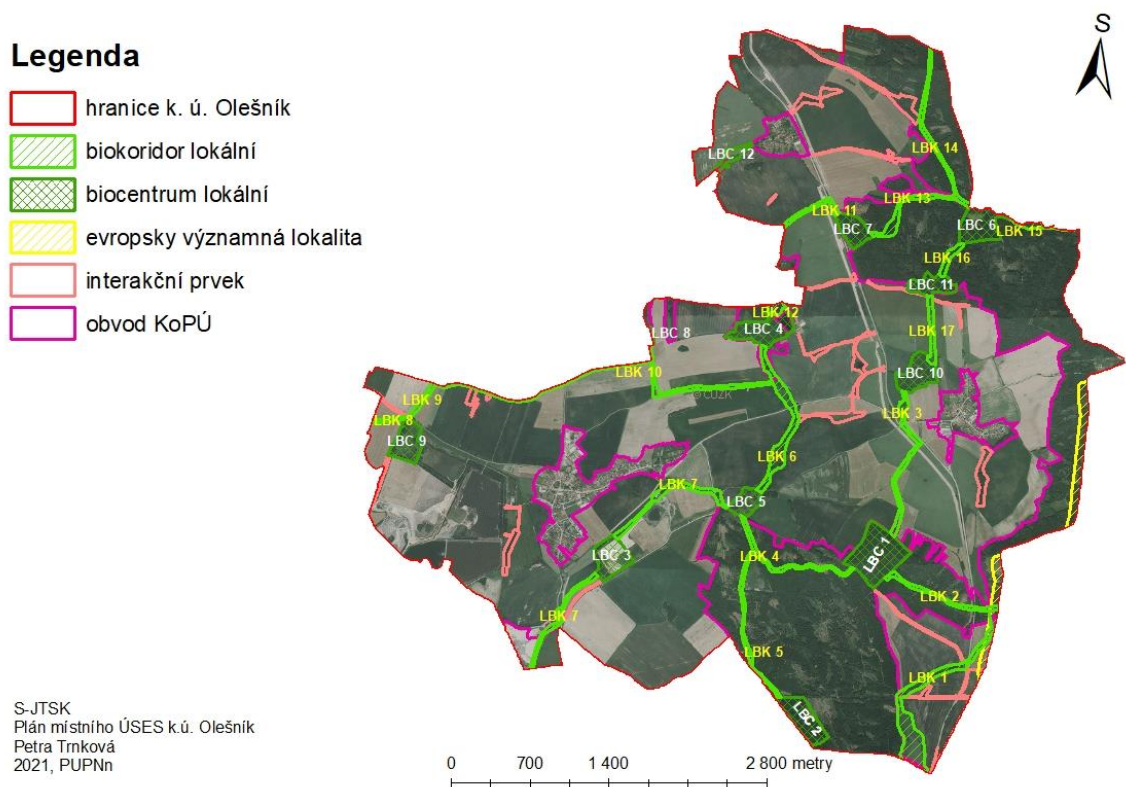 Legenda
hranice k. ú. Olešník
biokoridor lokální
biocentrum lokální
evropsky významná lokalita
interakční prvek
obvod KoPÚ
S
LBK 14
LBC 12
LBK 13
LBK 11
LBC 7
LBC 6
LBK 15
LBK 16
LBC 11
LBK 12
LBC 8
LBC 4
LBK 17
LBK 10
LBC 10
© ČÚZK
LBK 9
LBK 8
LBC 9
LBK 3
LBK 6
LBK 7
LBC 5
LBC 3
LBK 4
LBC 1
LBK 2
LBK 7
LBK 5
LBK 1
LBC 2
S-JTSK
Plán místního ÚSES k.ú. Olešník
Petra Trnková
2021, PUPNn
0 700 1 400 2 800 metry